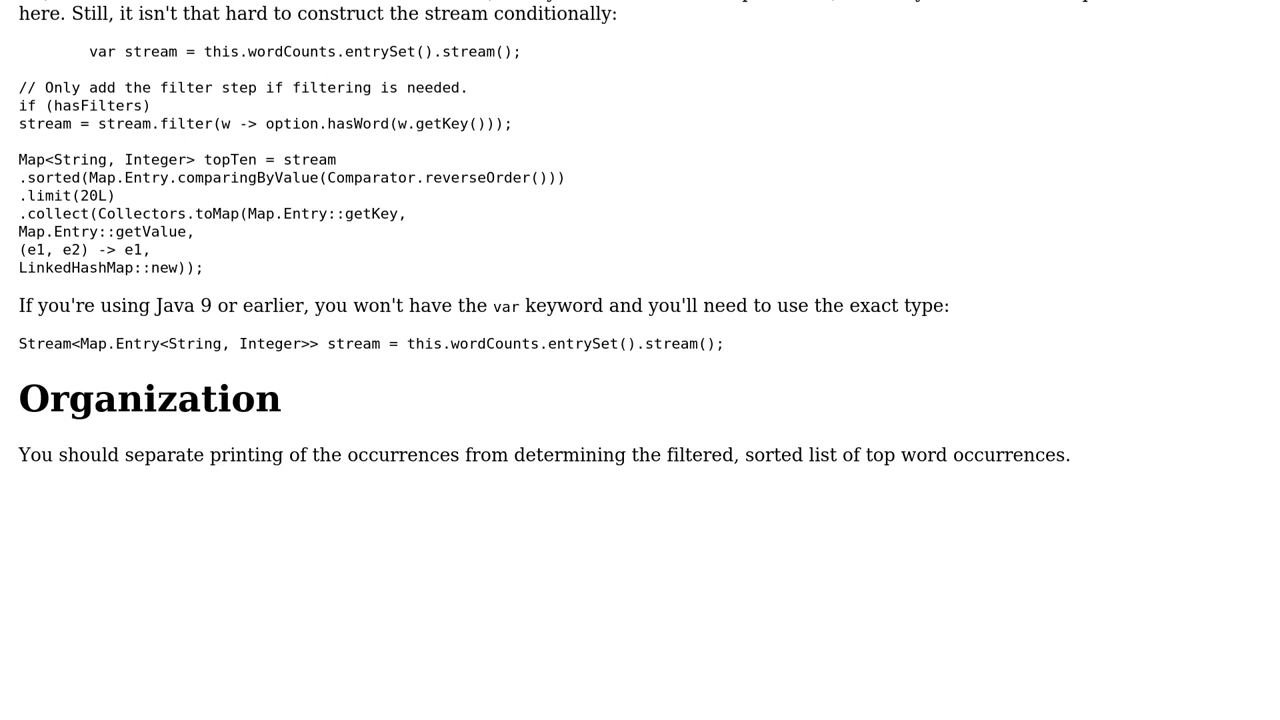 here. Still, it isn't that hard to construct the stream conditionally:
var stream = this.wordCounts.entrySet().stream();
// Only add the filter step if filtering is needed.
if (hasFilters)
stream = stream.filter(w -> option.hasWord(w.getKey()));
Map<String, Integer> topTen = stream
.sorted(Map.Entry.comparingByValue(Comparator.reverseOrder()))
.limit(20L)
.collect(Collectors.toMap(Map.Entry::getKey,
Map.Entry::getValue,
(e1, e2) -> e1,
LinkedHashMap::new));
If you're using Java 9 or earlier, you won't have the var keyword and you'll need to use the exact type:
Stream<Map.Entry<String, Integer>> stream = this.wordCounts.entrySet().stream();
Organization
You should separate printing of the occurrences from determining the filtered, sorted list of top word occurrences.